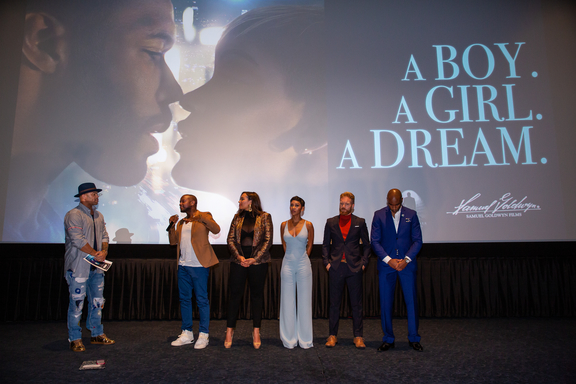 A BOY.
A GIRL.
A DREAM.
Samuel Goldwyn
SAMUEL GOLDWYN FILMS